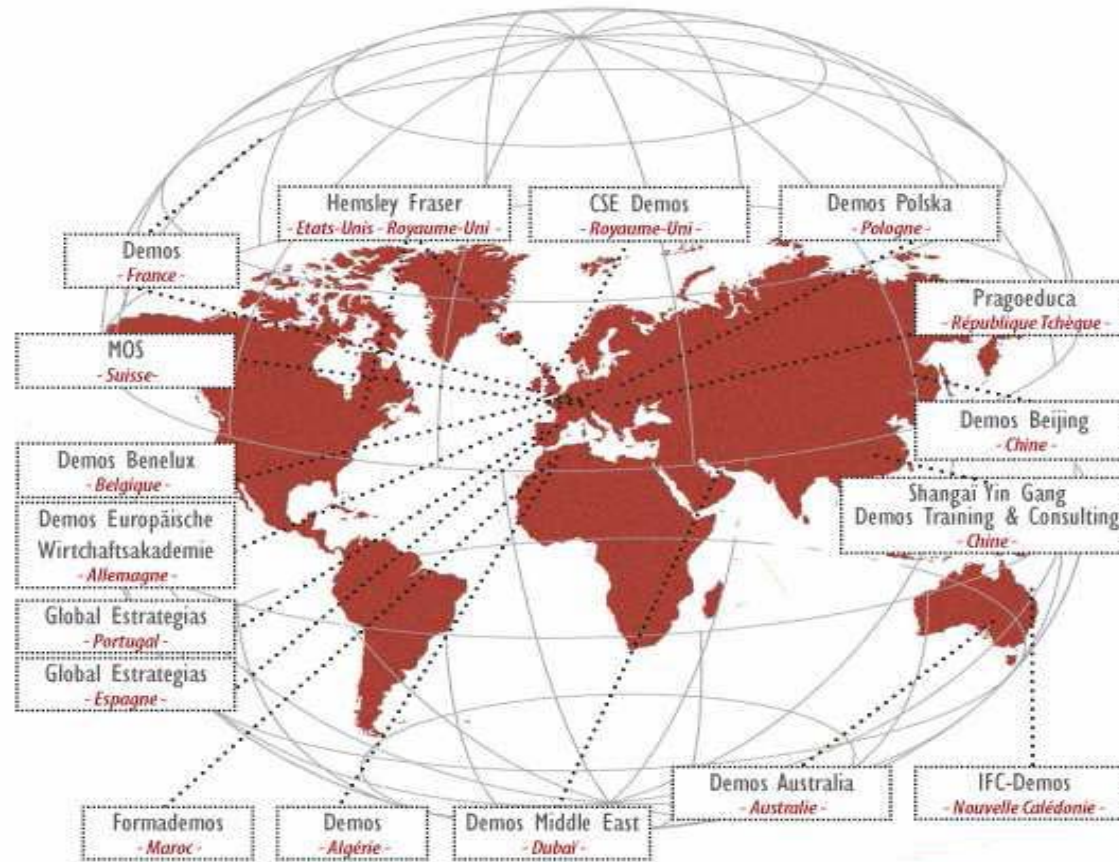 Hemsley Fraser
- Etats-Unis - Royaume-Uni -
CSE Demos
- Royaume-Uni -
Demos Polska
- Pologne -
Demos
- France -
Pragoeduca
- République Tchèque -
MOS
- Suisse-
Demos Beijing
- Chine -
Demos Benelux
- Belgique -
Shangai Yin Gang
Demos Training & Consulting
- Chine -
Demos Europäische
Wirtchaftsakademie
- Allemagne -
Global Estrategias
- Portugal -
Global Estrategias
- Espagne -
Demos Australia
- Australie -
IFC-Demos
- Nouvelle Calédonie -
Formademos
- Maroc -
Demos
- Algérie -
Demos Middle East
- Dubaï -